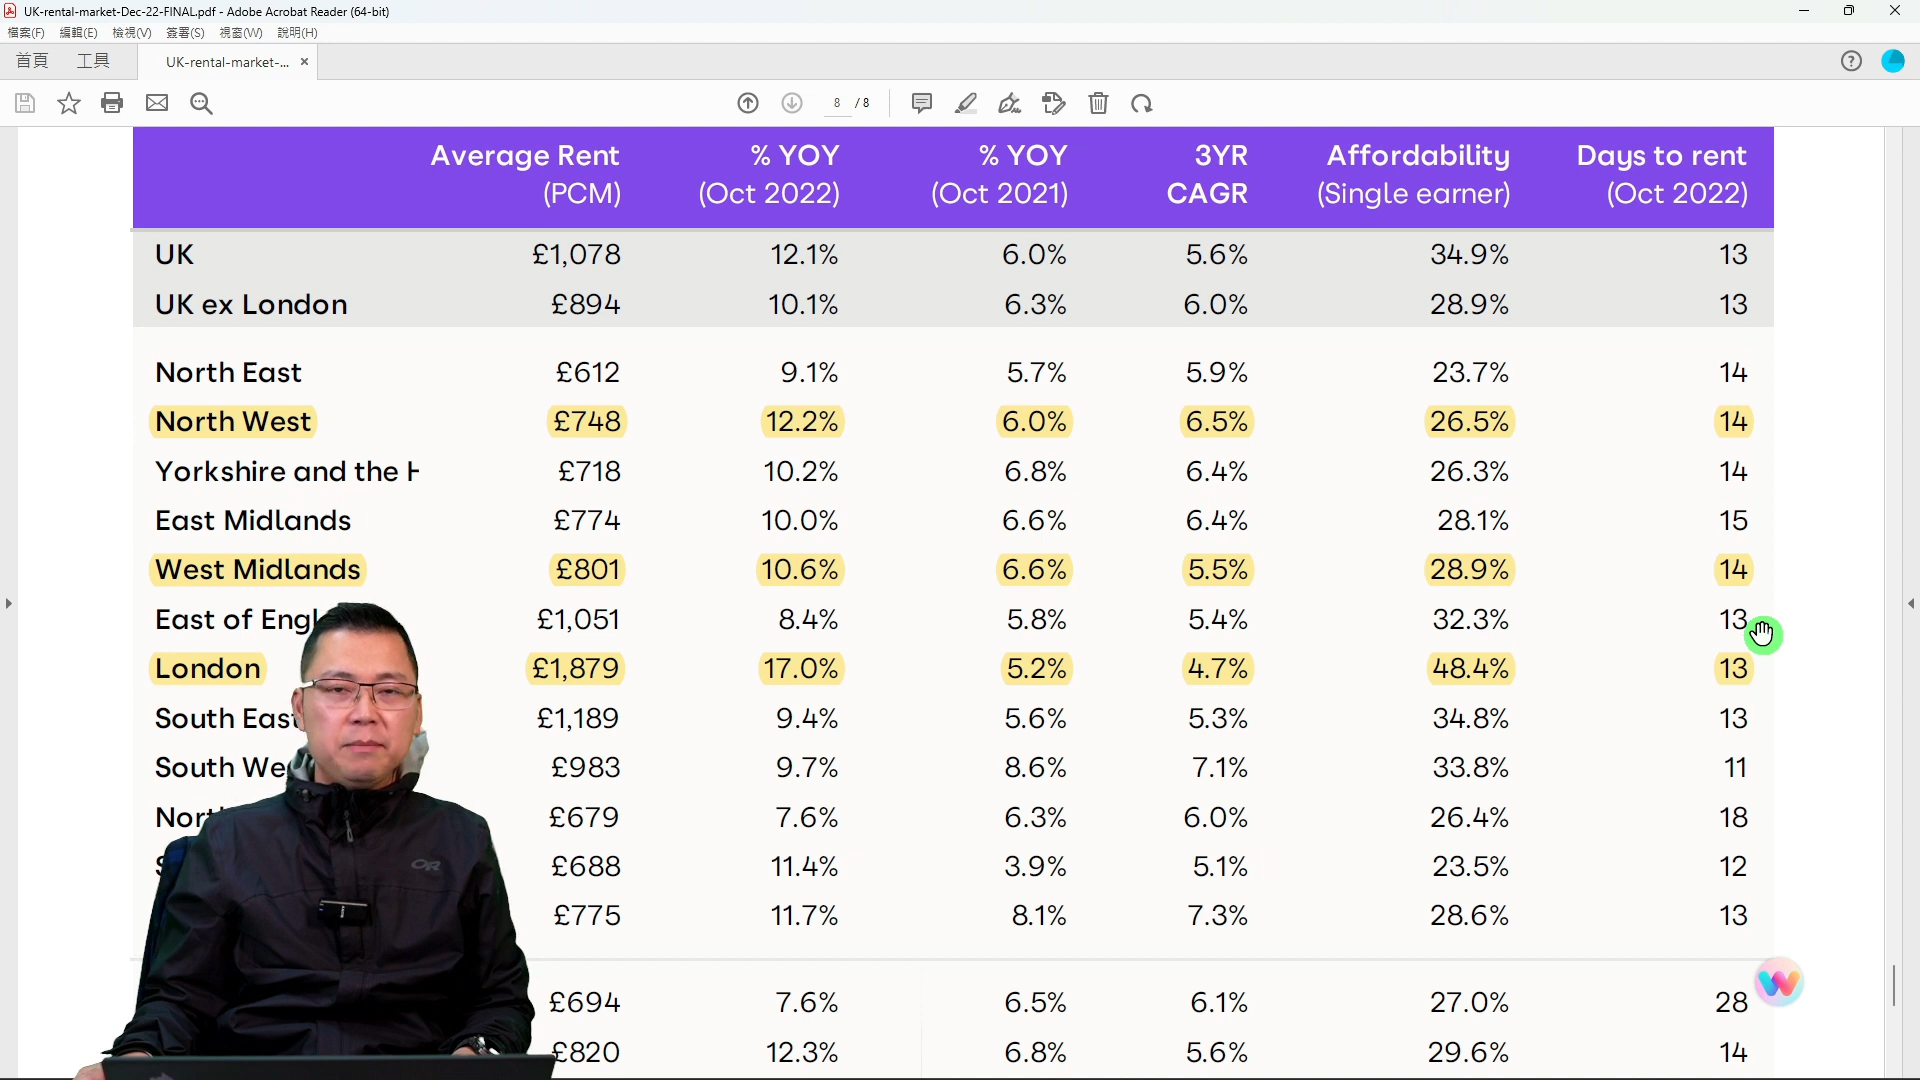 UK-rental-market-Dec-22-FINAL.pdf - Adobe Acrobat Reader (64-bit)
檔案(F) 編輯(E) 檢視(V) 簽署(S) 視窗(W) 說明(H)
首頁 工具 UK-rental-market-... ×
8 / 8
Average Rent % YOY % YOY 3YR Affordability Days to rent
(PCM) (Oct 2022) (Oct 2021) CAGR (Single earner) (Oct 2022)
UK £1,078 12.1% 6.0% 5.6% 34.9% 13
UK ex London £894 10.1% 6.3% 6.0% 28.9% 13
North East £612 9.1% 5.7% 5.9% 23.7% 14
North West £748 12.2% 6.0% 6.5% 26.5% 14
Yorkshire and the £718 10.2% 6.8% 6.4% 26.3% 14
East Midlands £774 10.0% 6.6% 6.4% 28.1% 15
West Midlands £801 10.6% 6.6% 5.5% 28.9% 14
East of £1,051 8.4% 5.8% 5.4% 32.3% 13
London £1,879 17.0% 5.2% 4.7% 48.4% 13
South £1,189 9.4% 5.6% 5.3% 34.8% 13
South £983 9.7% 8.6% 7.1% 33.8% 11
£679 7.6% 6.3% 6.0% 26.4% 18
£688 11.4% 3.9% 5.1% 23.5% 12
£775 11.7% 8.1% 7.3% 28.6% 13
£694 7.6% 6.5% 6.1% 27.0% 28
£820 12.3% 6.8% 5.6% 29.6% 14
OR